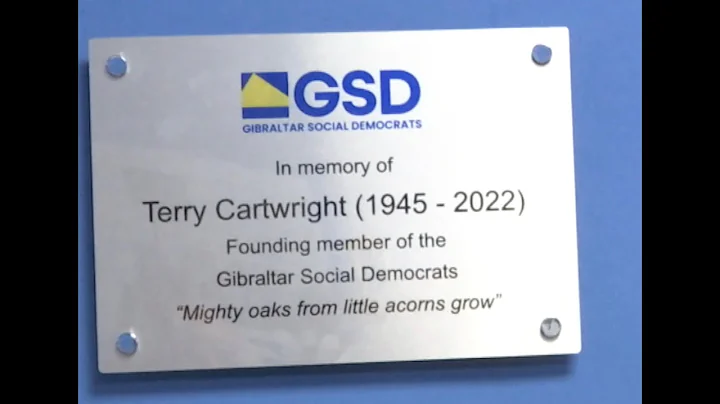 GSD
GIBRALTAR SOCIAL DEMOCRATS
In memory of
Terry Cartwright (1945 - 2022)
Founding member of the
Gibraltar Social Democrats
“Mighty oaks from little acorns grow”